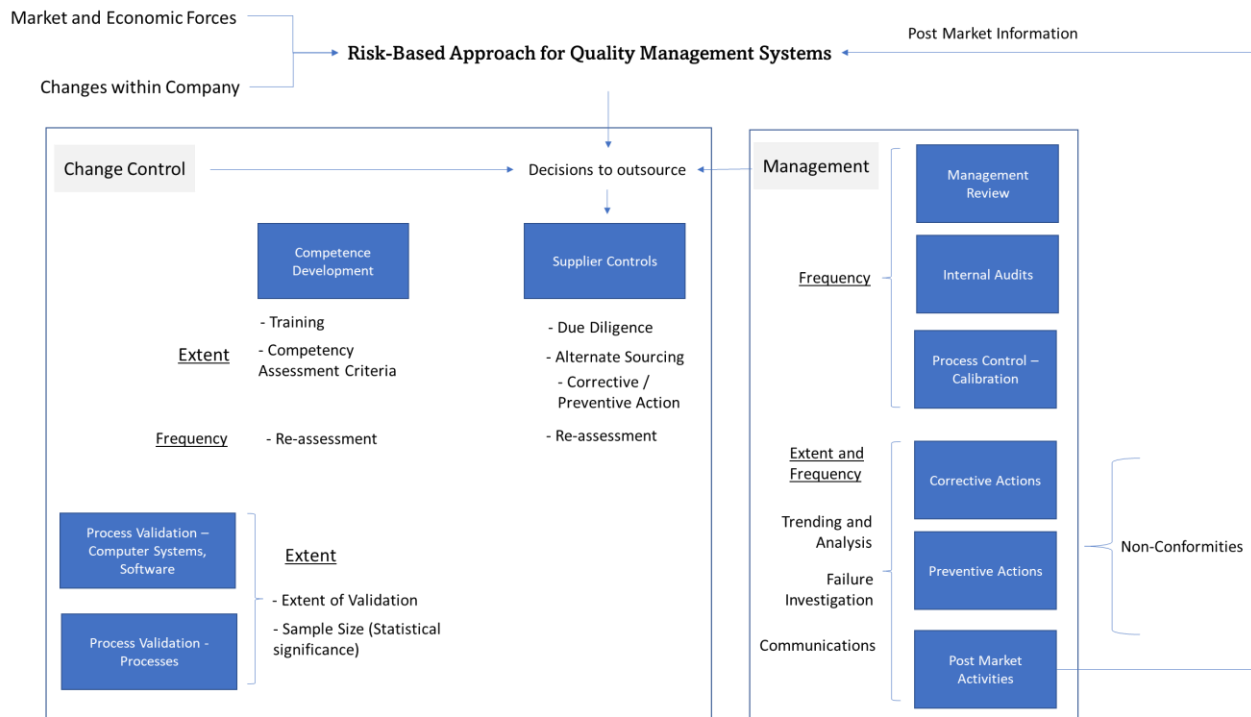 Market and Economic Forces
Post Market Information
Risk-Based Approach for Quality Management Systems
Changes within Company
Change Control
Decisions to outsource
Competence
Development
Supplier Controls
Extent
- Training
- Competency
Assessment Criteria
- Due Diligence
- Alternate Sourcing
- Corrective /
Preventive Action
Frequency
- Re-assessment
- Re-assessment
Process Validation –
Computer Systems,
Software
Process Validation -
Processes
Extent
- Extent of Validation
- Sample Size (Statistical
significance)
Management
Management
Review
Frequency
Internal Audits
Process Control –
Calibration
Extent and
Frequency
Trending and
Analysis
Failure
Investigation
Communications
Corrective Actions
Preventive Actions
Post Market
Activities
Non-Conformities